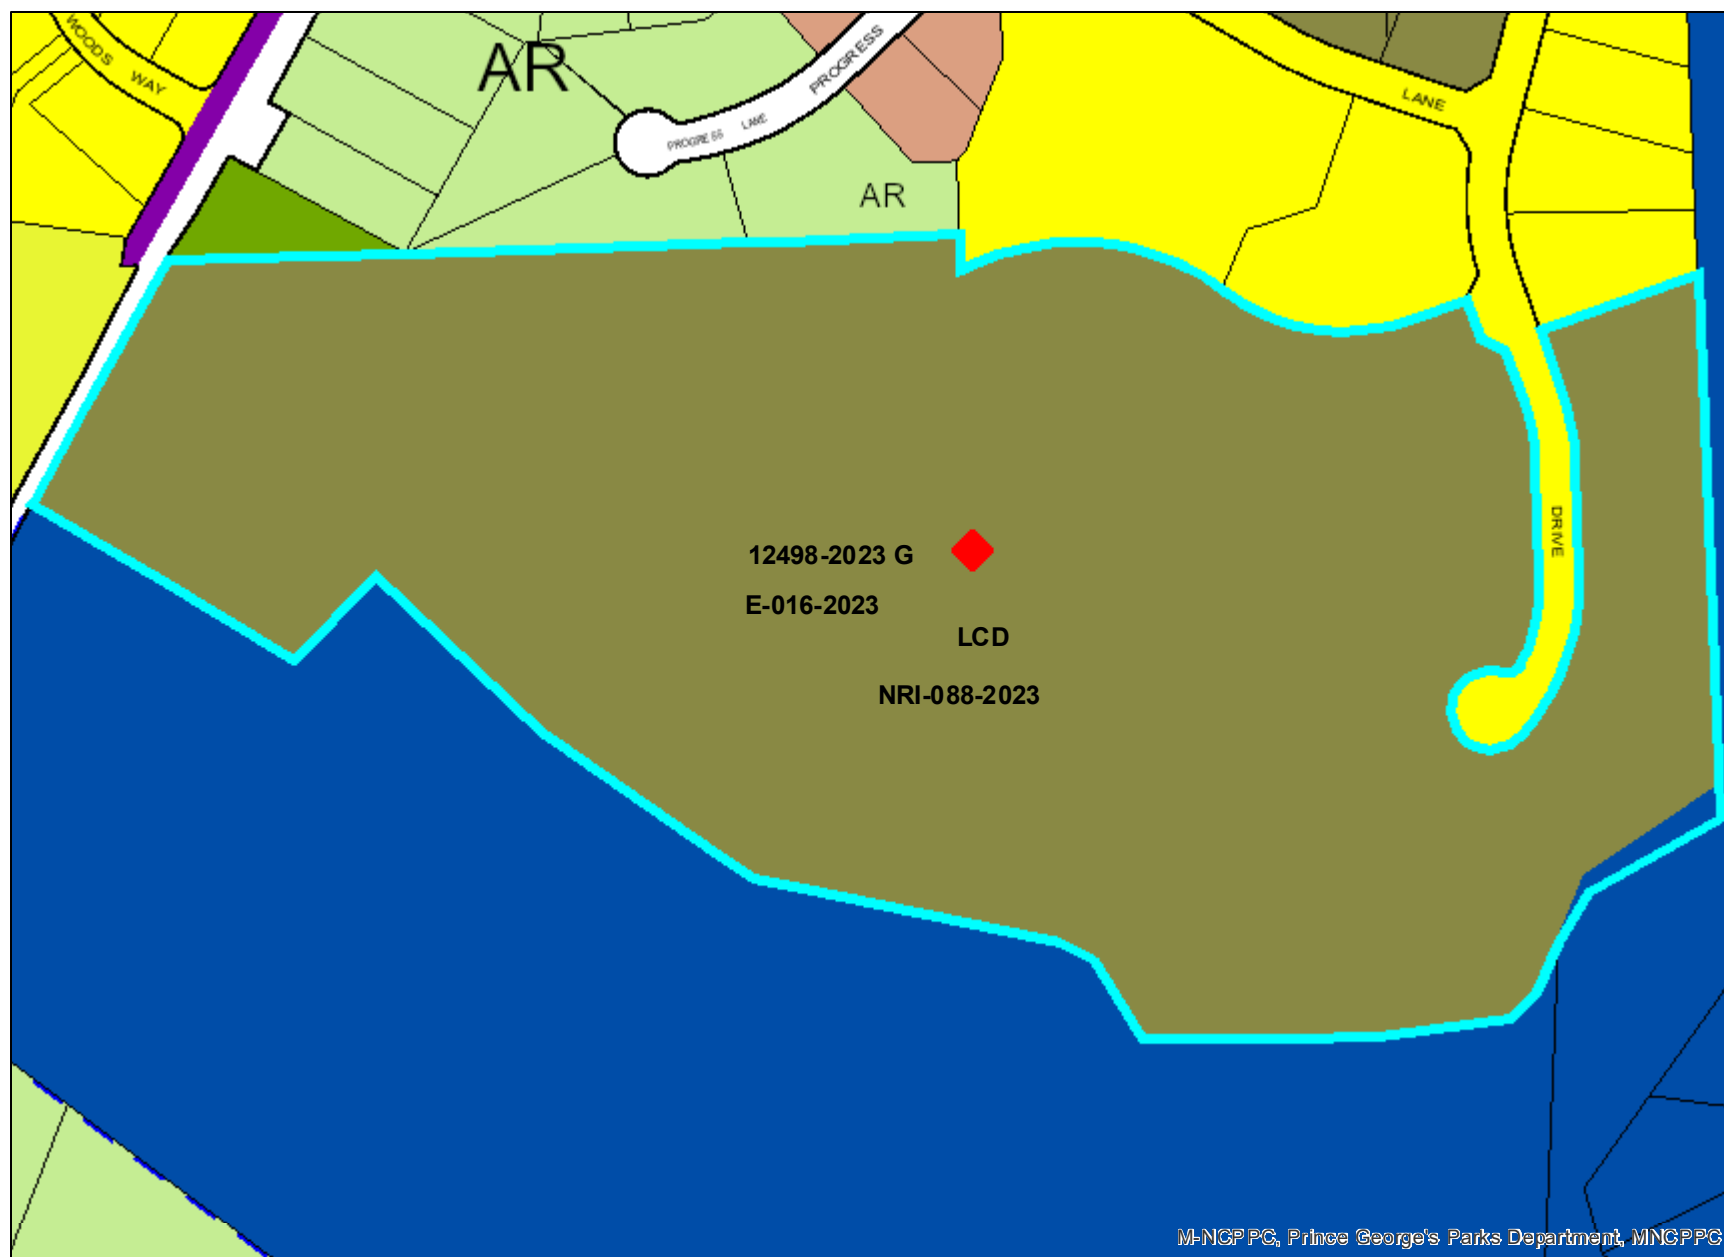 WOODS WAY
AR
PROGRESS
PROGRESS LANE
LANE
AR
DRIVE
12498-2023 G
E-016-2023
LCD
NRI-088-2023
M-NCPPC, Prince George's Parks Department, MNCPPC